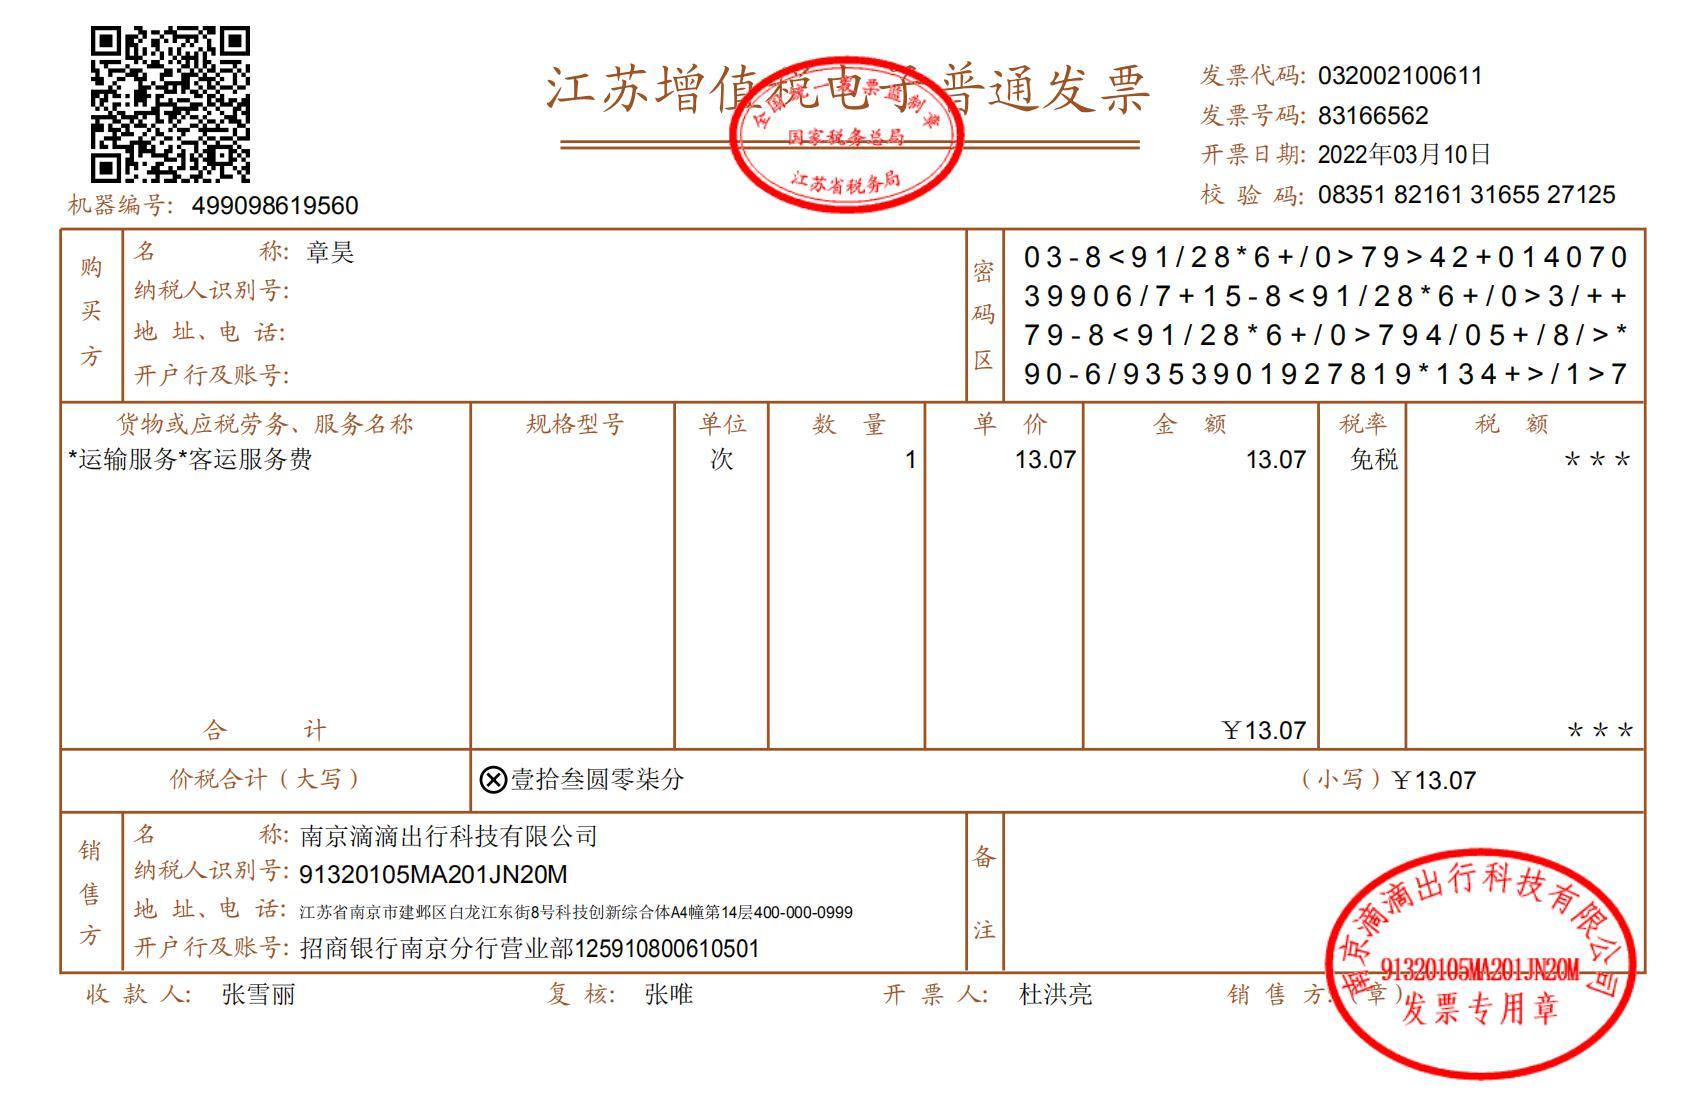 江苏增值税电子普通发票
全国统一发票监制章
国家税务总局
江苏省税务局
发票代码: 032002100611
发票号码: 83166562
开票日期: 2022年03月10日
校验码: 08351 82161 31655 27125
机器编号: 499098619560
购买方
名称: 章昊
纳税人识别号:
地址、电话:
开户行及账号:
密码区
03-8<91/28*6+/0>79>42+014070
39906/7+15-8<91/28*6+/0>3/++
79-8<91/28*6+/0>794/05+/8/>*
90-6/9353901927819*134+>/1>7
货物或应税劳务、服务名称 规格型号 单位 数量 单价 金额 税率 税额
*运输服务*客运服务费 次 1 13.07 13.07 免税 ***
合计 ￥13.07 ***
价税合计（大写） ⊗壹拾叁圆零柒分 （小写）￥13.07
销售方
名称: 南京滴滴出行科技有限公司
纳税人识别号: 91320105MA201JN20M
地址、电话: 江苏省南京市建邺区白龙江东街8号科技创新综合体A4幢第14层400-000-0999
开户行及账号: 招商银行南京分行营业部125910800610501
备注
收款人: 张雪丽 复核: 张唯 开票人: 杜洪亮 销售方:（章）
南京滴滴出行科技有限公司
91320105MA201JN20M
发票专用章